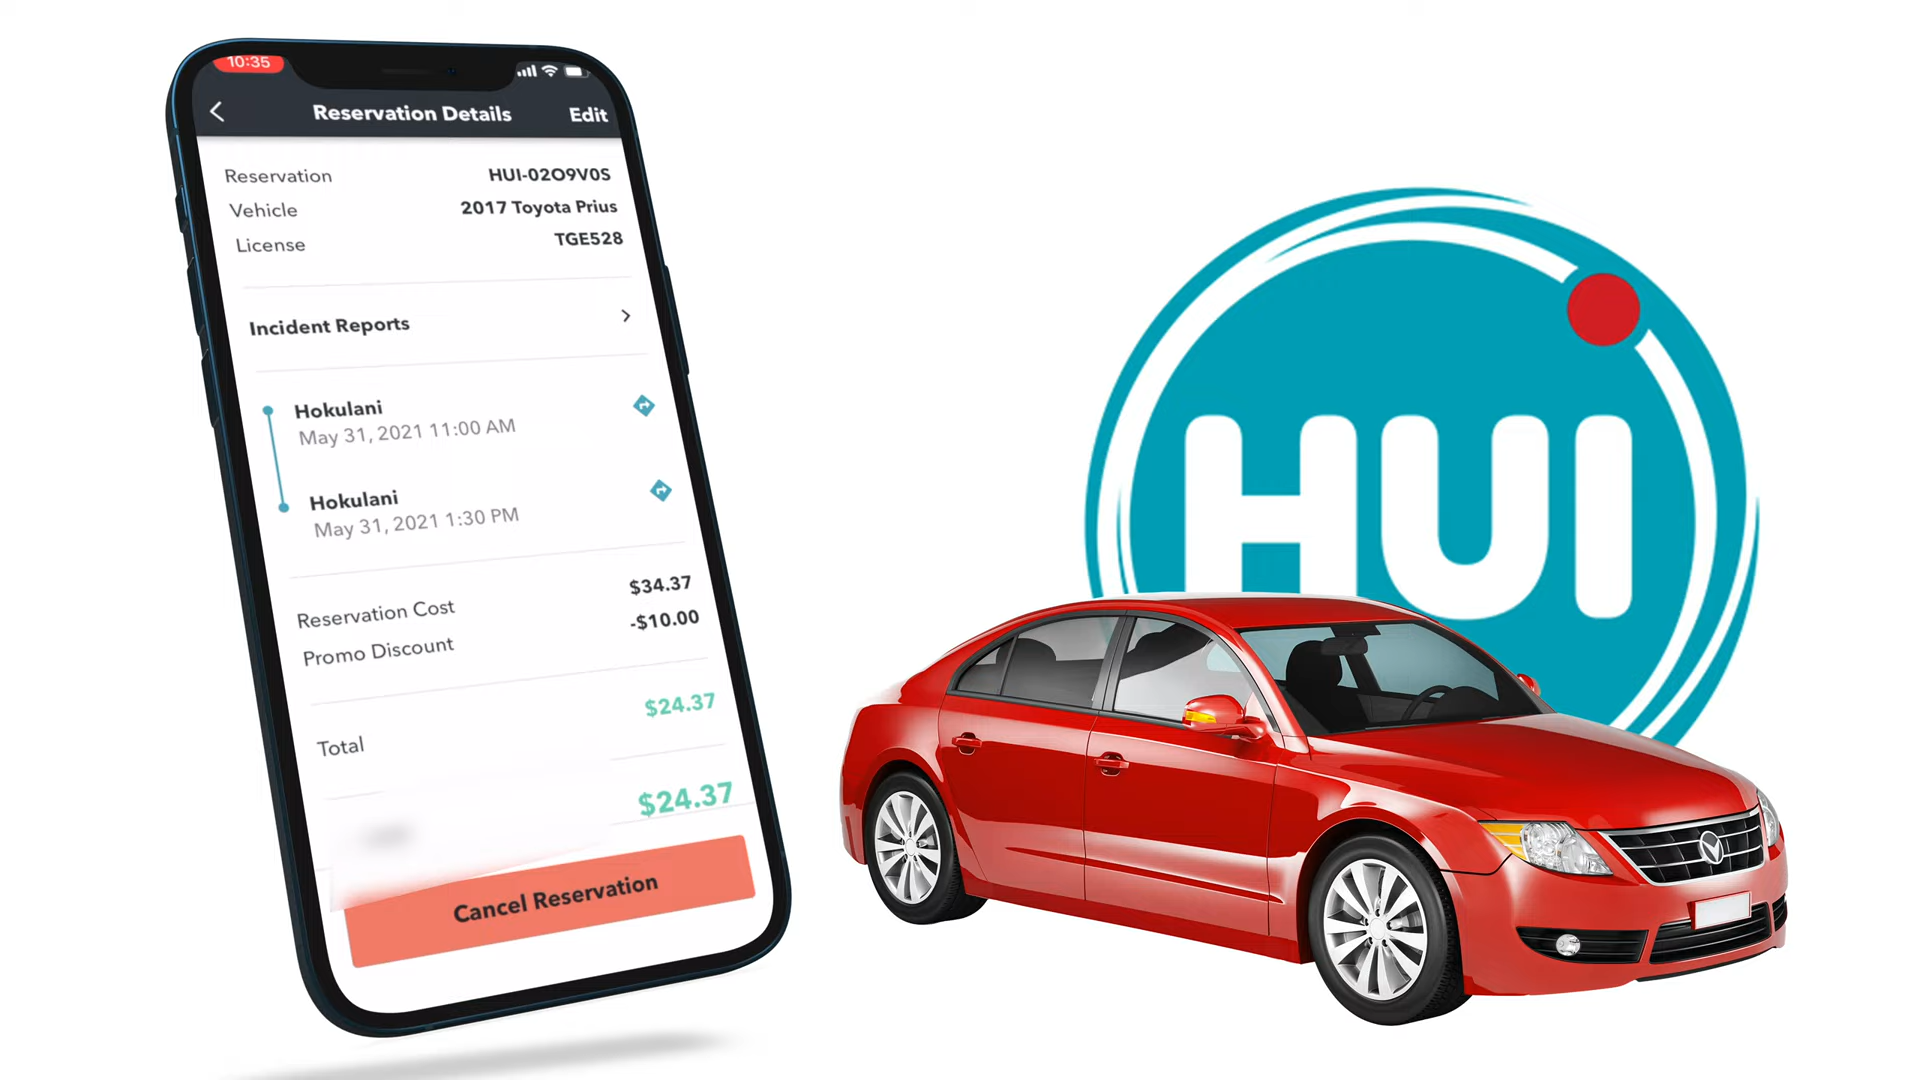 10:35
Reservation Details Edit
Reservation HUI-02O9V0S
Vehicle 2017 Toyota Prius
License TGE528
Incident Reports
Hokulani
May 31, 2021 11:00 AM
Hokulani
May 31, 2021 1:30 PM
Reservation Cost $34.37
Promo Discount -$10.00
$24.37
Total
$24.37
Cancel Reservation
HUI